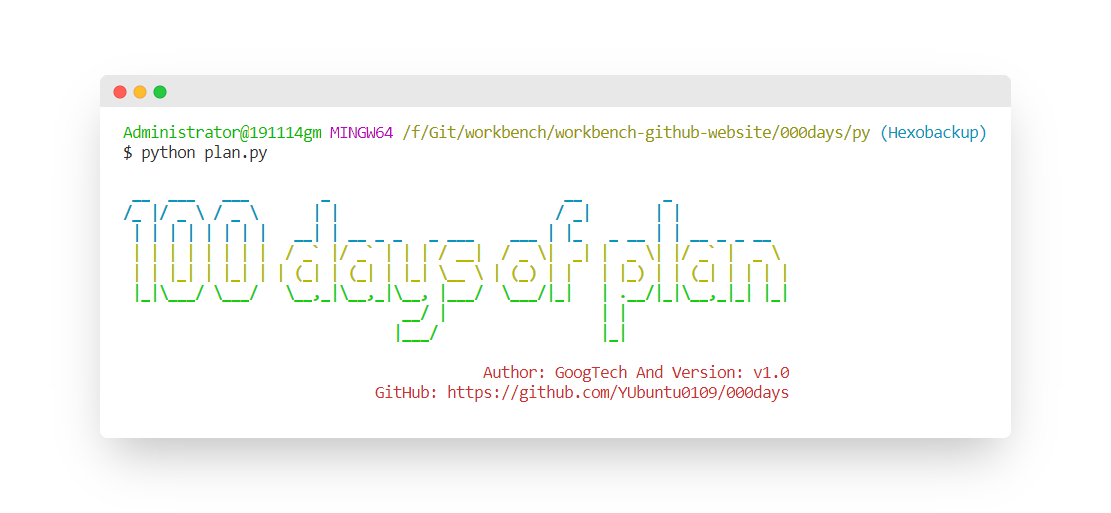 Administrator@191114gm MINGW64 /f/Git/workbench/workbench-github-website/000days/py (Hexobackup)
$ python plan.py
100 days of plan
Author: GoogTech And Version: v1.0
GitHub: https://github.com/YUbuntu0109/000days